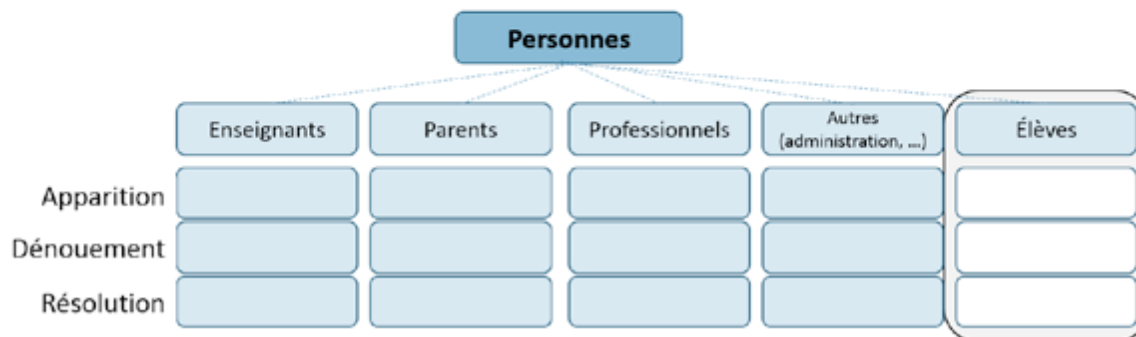 Personnes
Enseignants
Parents
Professionnels
Autres
(administration, ...)
Élèves
Apparition
Dénouement
Résolution